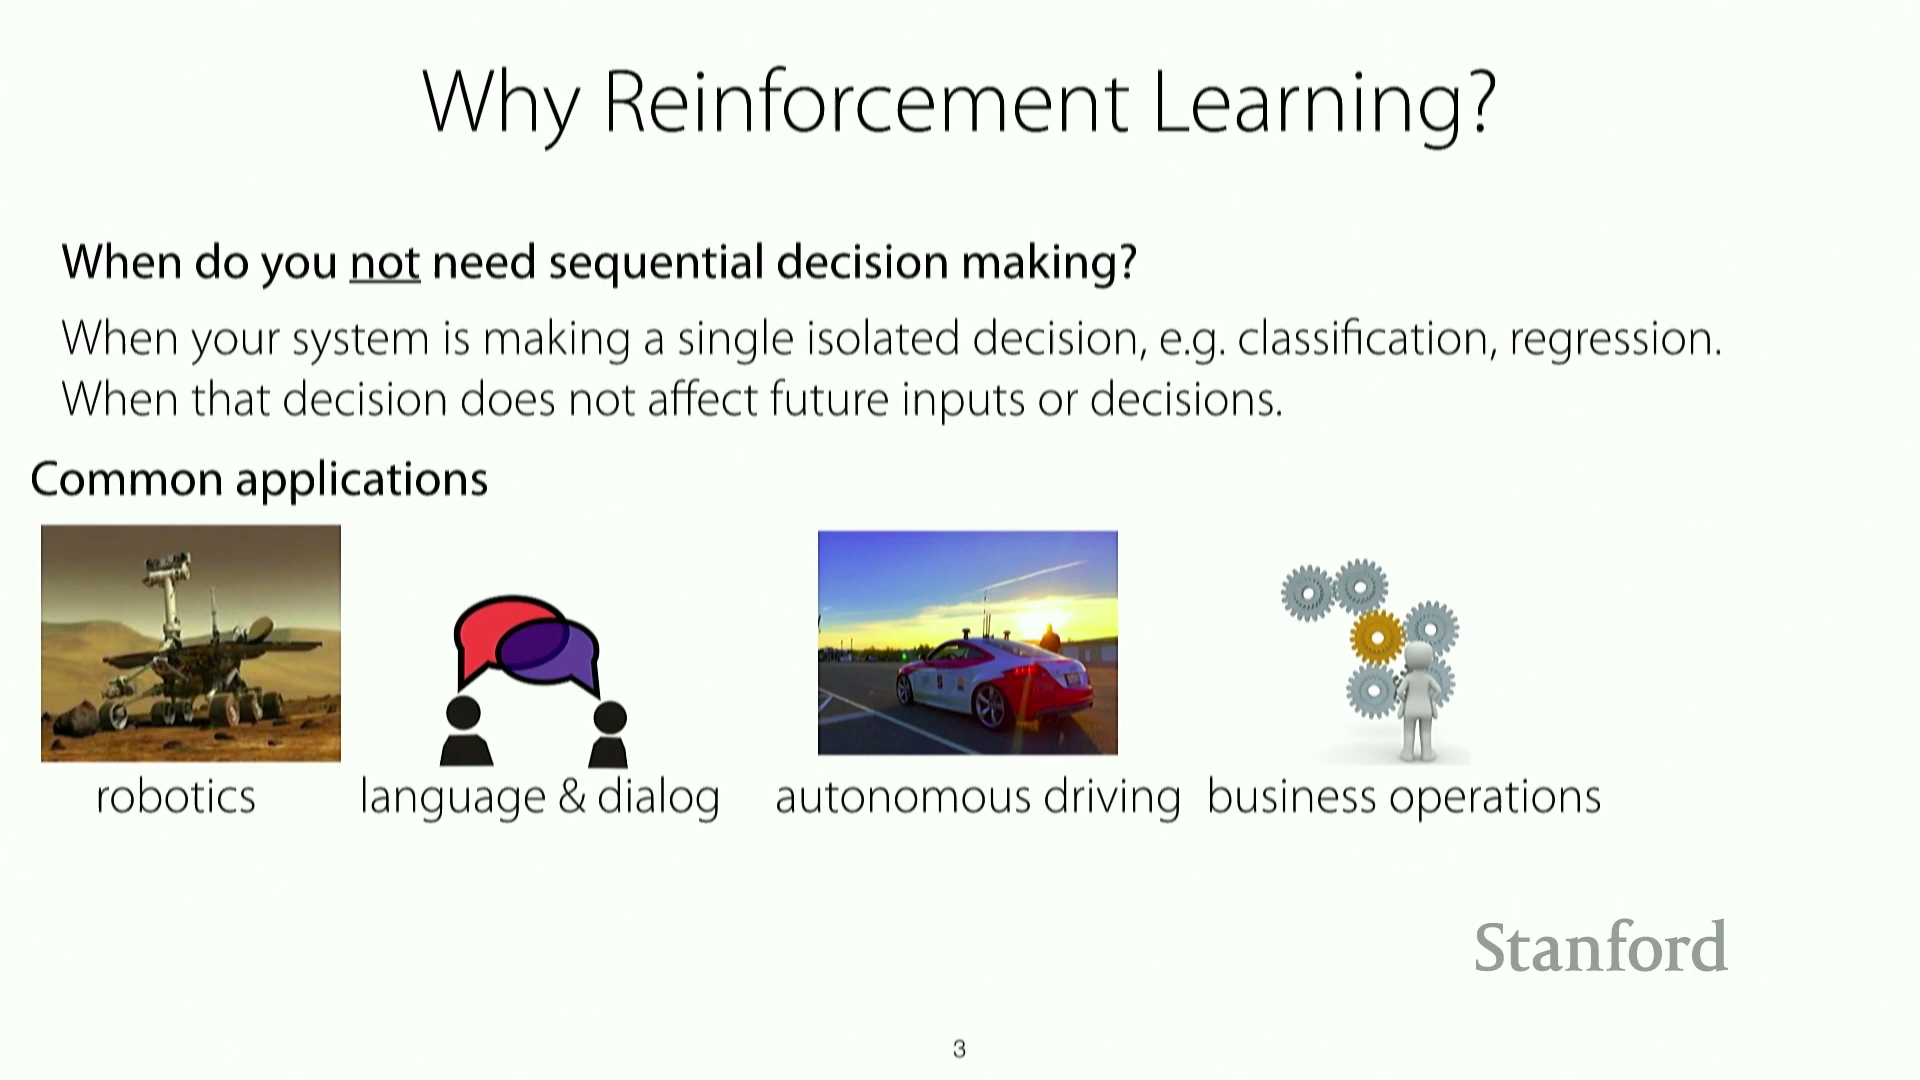 Why Reinforcement Learning?
When do you not need sequential decision making?
When your system is making a single isolated decision, e.g. classification, regression.
When that decision does not affect future inputs or decisions.
Common applications
robotics
language & dialog
autonomous driving
business operations
Stanford
3